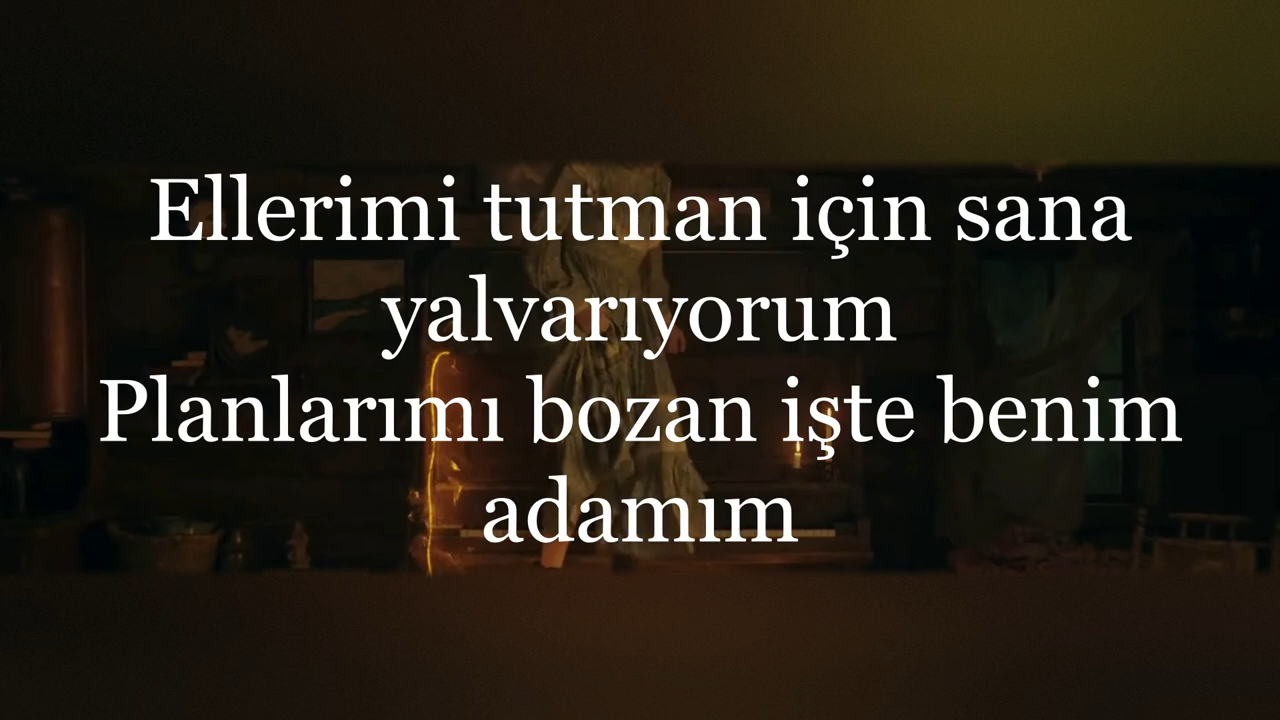 Ellerimi tutman için sana
yalvarıyorum
Planlarımı bozan işte benim
adamım